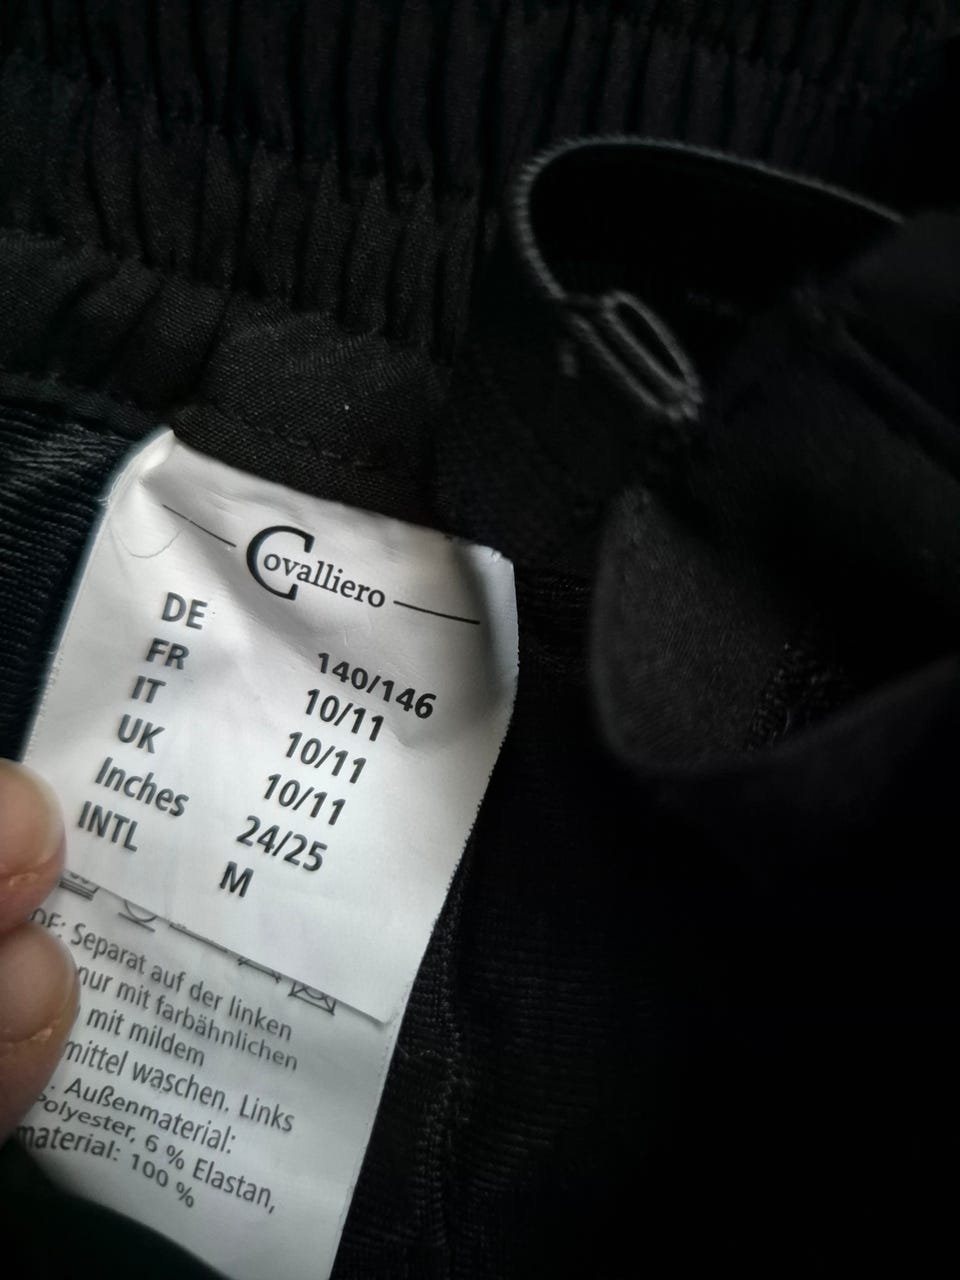 Covalliero
DE 140/146
FR 10/11
IT 10/11
UK 10/11
Inches 24/25
INTL M
DE: Separat auf der linken
nur mit farbähnlichen
mit mildem
mittel waschen. Links
Außenmaterial:
Polyester, 6 % Elastan,
material: 100 %